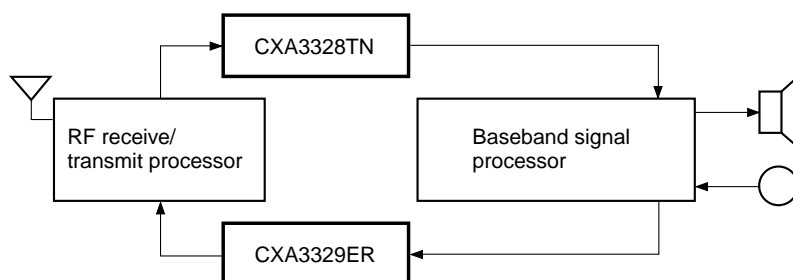 CXA3328TN
RF receive/
transmit processor
Baseband signal
processor
CXA3329ER